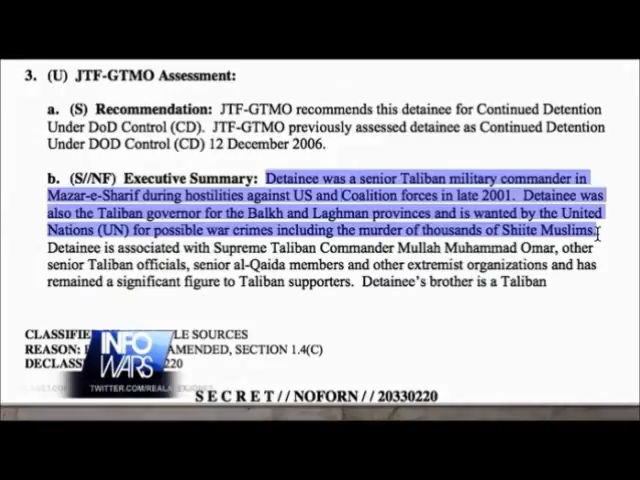 3. (U) JTF-GTMO Assessment:
a. (S) Recommendation: JTF-GTMO recommends this detainee for Continued Detention
Under DoD Control (CD). JTF-GTMO previously assessed detainee as Continued Detention
Under DOD Control (CD) 12 December 2006.
b. (S//NF) Executive Summary: Detainee was a senior Taliban military commander in
Mazar-e-Sharif during hostilities against US and Coalition forces in late 2001. Detainee was
also the Taliban governor for the Balkh and Laghman provinces and is wanted by the United
Nations (UN) for possible war crimes including the murder of thousands of Shiite Muslims.
Detainee is associated with Supreme Taliban Commander Mullah Muhammad Omar, other
senior Taliban officials, senior al-Qaida members and other extremist organizations and has
remained a significant figure to Taliban supporters. Detainee's brother is a Taliban
CLASSIFIE LE SOURCES
REASON: AMENDED, SECTION 1.4(C)
DECLASS 220
INFO
WARS
TWITTER.COM/REALALEXJONES
S E C R E T // NOFORN // 20330220